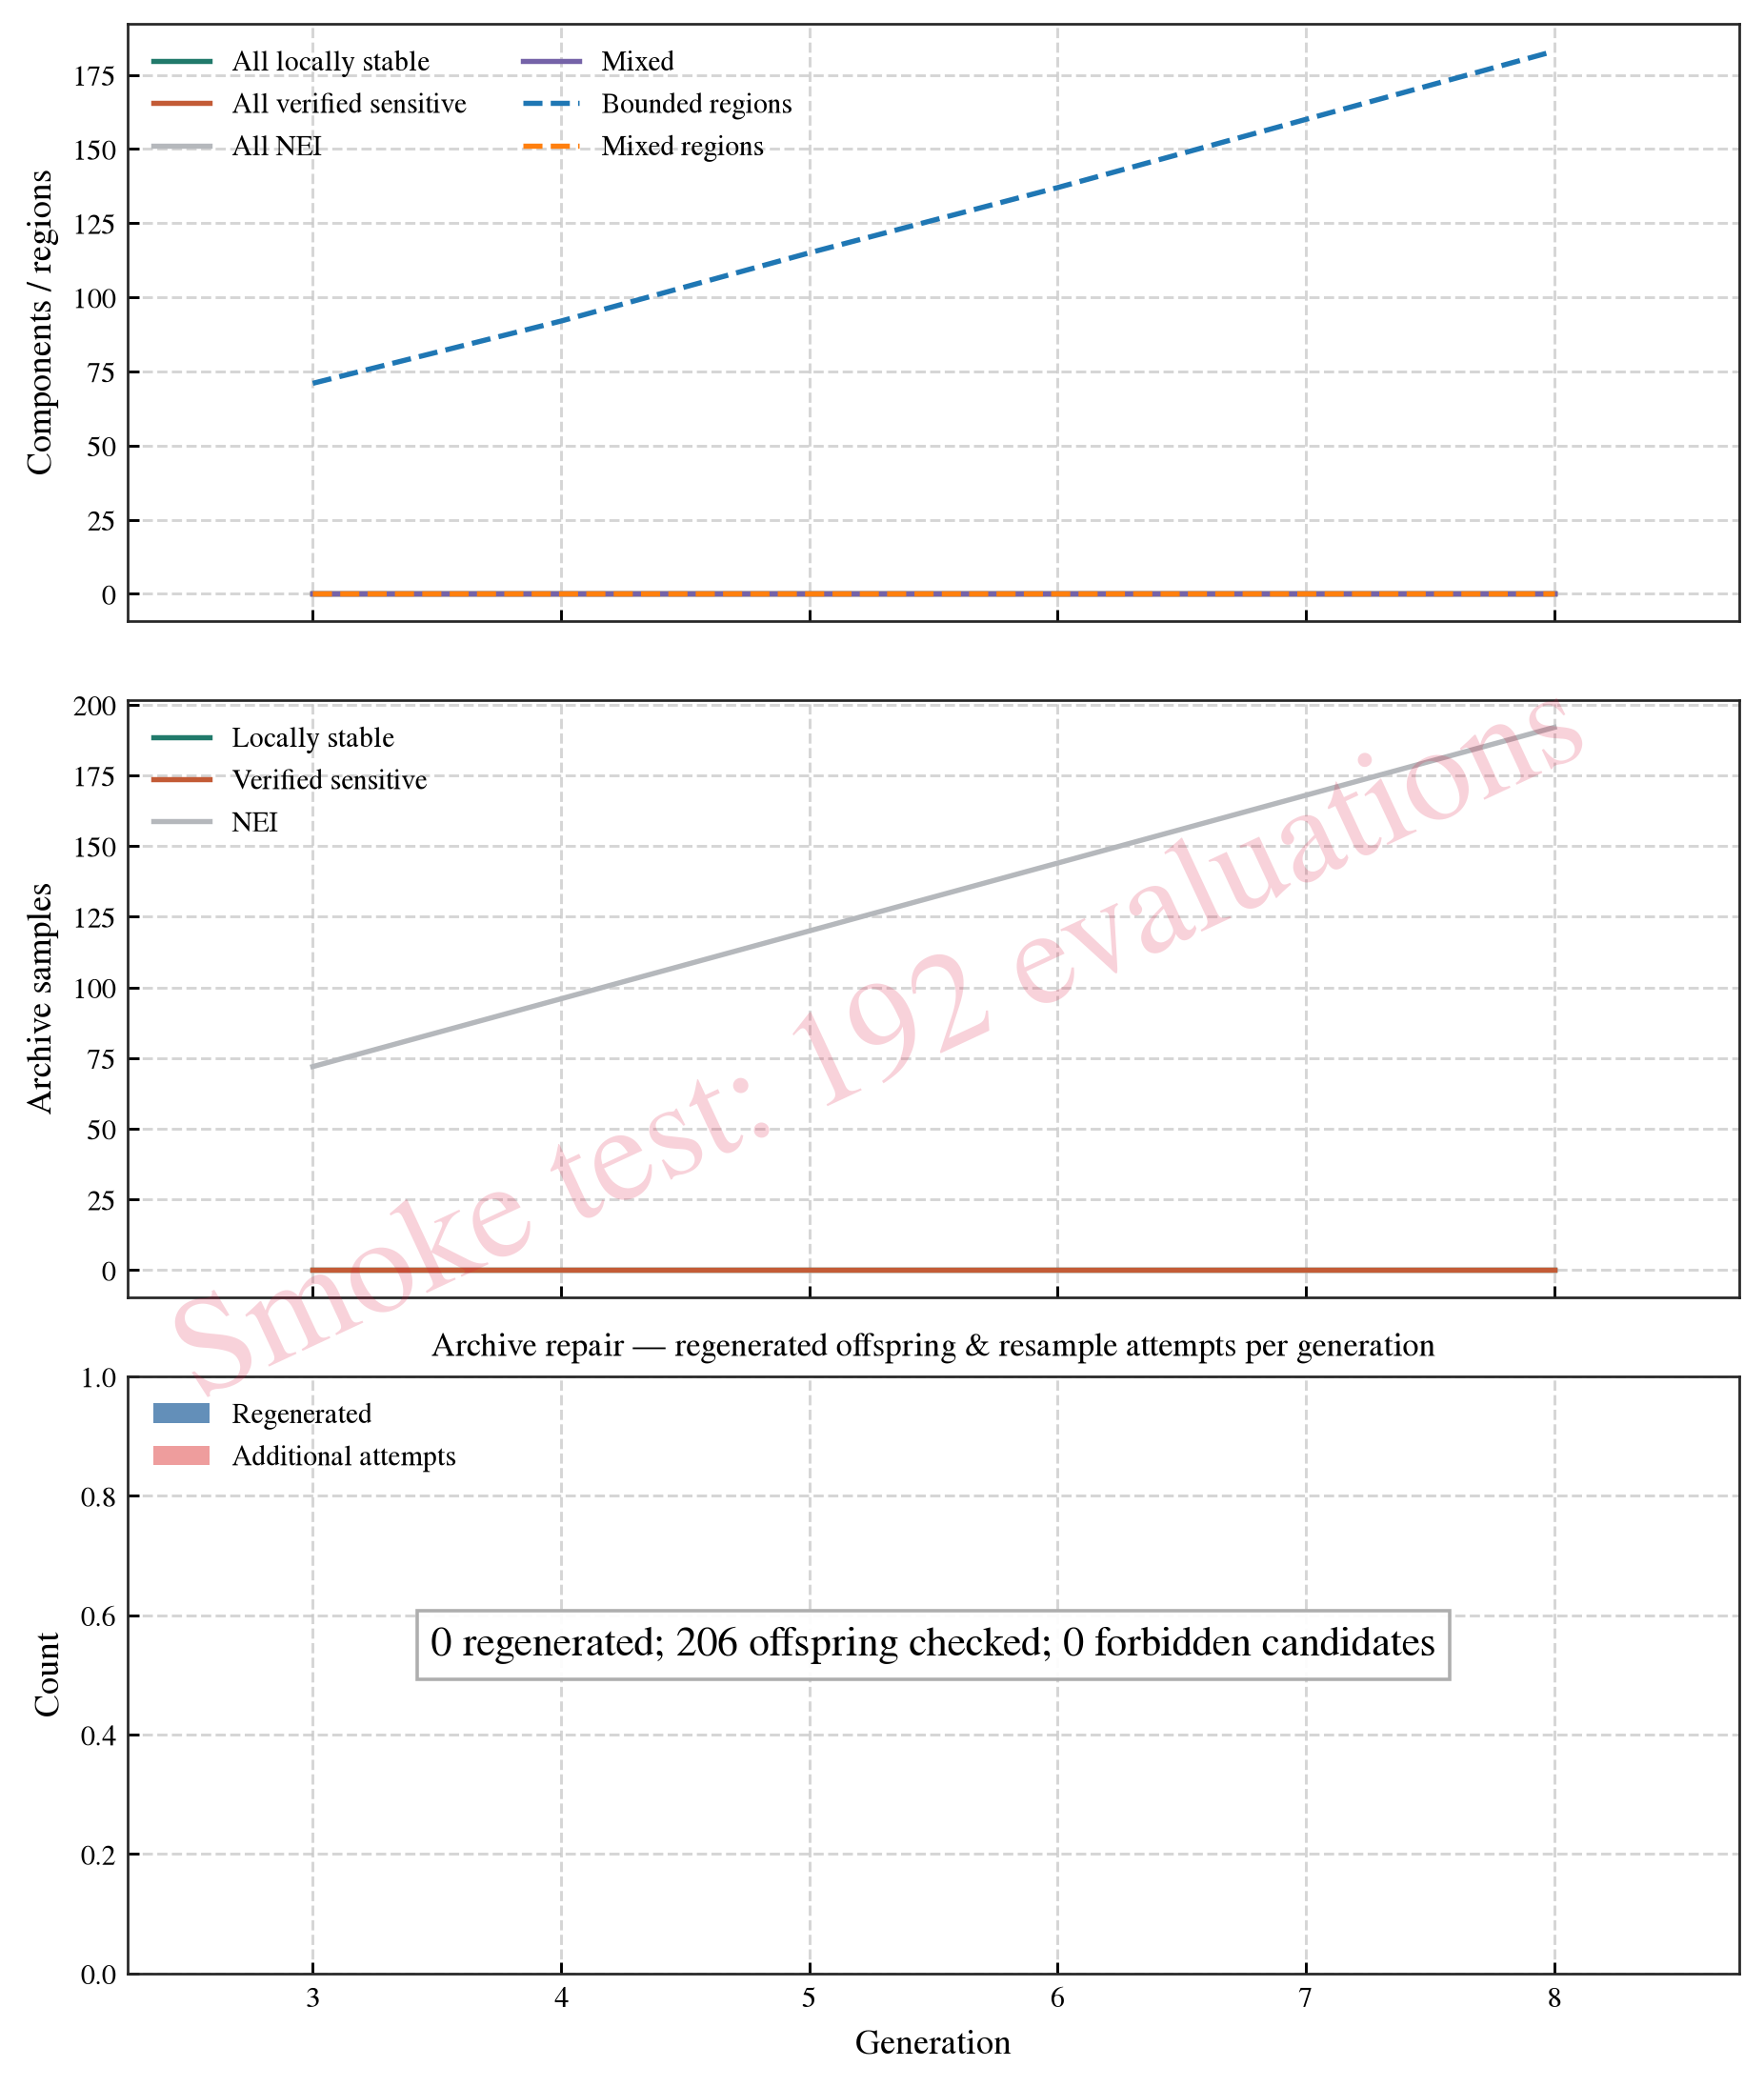 All locally stable
All verified sensitive
All NEI
Mixed
Bounded regions
Mixed regions
175
150
125
100
75
50
25
0
Components / regions
Locally stable
Verified sensitive
NEI
200
175
150
125
100
75
50
25
0
Archive samples
Smoke test: 192 evaluations
Archive repair — regenerated offspring & resample attempts per generation
Regenerated
Additional attempts
1.0
0.8
0.6
0.4
0.2
0.0
Count
0 regenerated; 206 offspring checked; 0 forbidden candidates
3 4 5 6 7 8
Generation